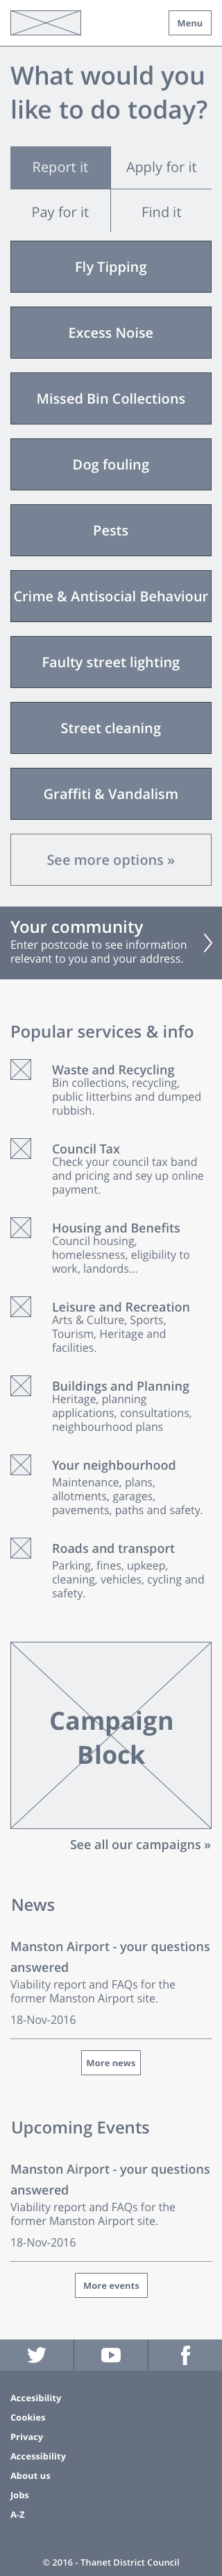 Menu
What would you
like to do today?
Report it
Apply for it
Pay for it
Find it
Fly Tipping
Excess Noise
Missed Bin Collections
Dog fouling
Pests
Crime & Antisocial Behaviour
Faulty street lighting
Street cleaning
Graffiti & Vandalism
See more options »
Your community
Enter postcode to see information
relevant to you and your address.
Popular services & info
Waste and Recycling
Bin collections, recycling,
public litterbins and dumped
rubbish.
Council Tax
Check your council tax band
and pricing and sey up online
payment.
Housing and Benefits
Council housing,
homelessness, eligibility to
work, landords...
Leisure and Recreation
Arts & Culture, Sports,
Tourism, Heritage and
facilities.
Buildings and Planning
Heritage, planning
applications, consultations,
neighbourhood plans
Your neighbourhood
Maintenance, plans,
allotments, garages,
pavements, paths and safety.
Roads and transport
Parking, fines, upkeep,
cleaning, vehicles, cycling and
safety.
Campaign
Block
See all our campaigns »
News
Manston Airport - your questions
answered
Viability report and FAQs for the
former Manston Airport site.
18-Nov-2016
More news
Upcoming Events
Manston Airport - your questions
answered
Viability report and FAQs for the
former Manston Airport site.
18-Nov-2016
More events
Accesibility
Cookies
Privacy
Accessibility
About us
Jobs
A-Z
© 2016 - Thanet District Council